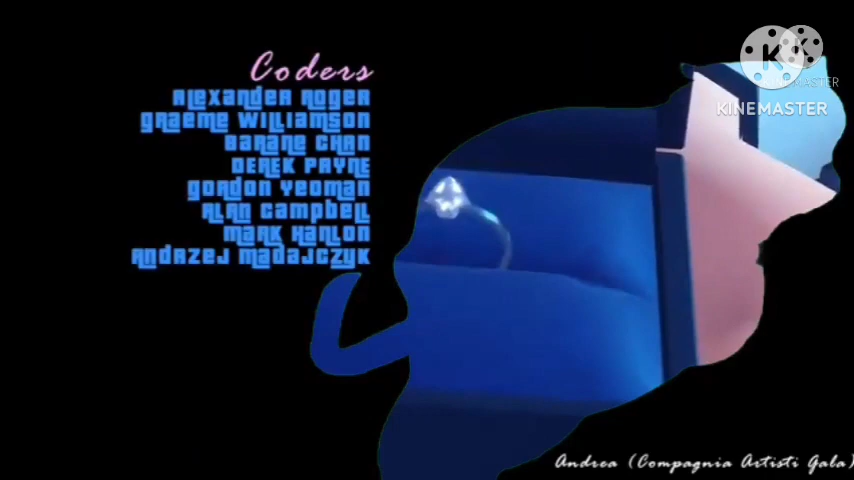 Coders
ALEXANDER ROGER
GRAEME WILLIAMSON
BARANE CHAN
DEREK PAYNE
GORDON YEOMAN
ALAN CAMPBELL
MARK HANLON
ANDRZEJ MADAJCZYK
KINEMASTER
KINEMASTER
Andrea (Compagnia Artisti Gala)